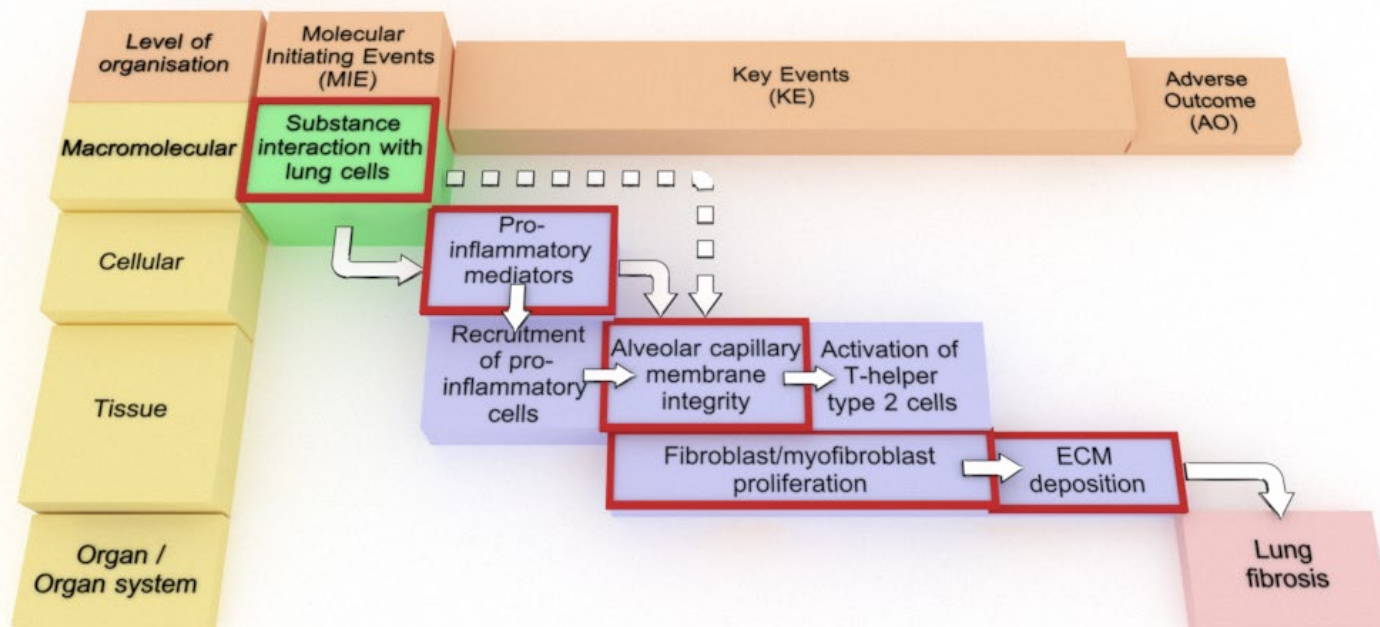 Level of
organisation
Molecular
Initiating Events
(MIE)
Key Events
(KE)
Adverse
Outcome
(AO)
Macromolecular
Substance
interaction with
lung cells
Cellular
Pro-
inflammatory
mediators
Tissue
Recruitment
of pro-
inflammatory
cells
Alveolar capillary
membrane
integrity
Activation of
T-helper
type 2 cells
Fibroblast/myofibroblast
proliferation
ECM
deposition
Organ /
Organ system
Lung
fibrosis